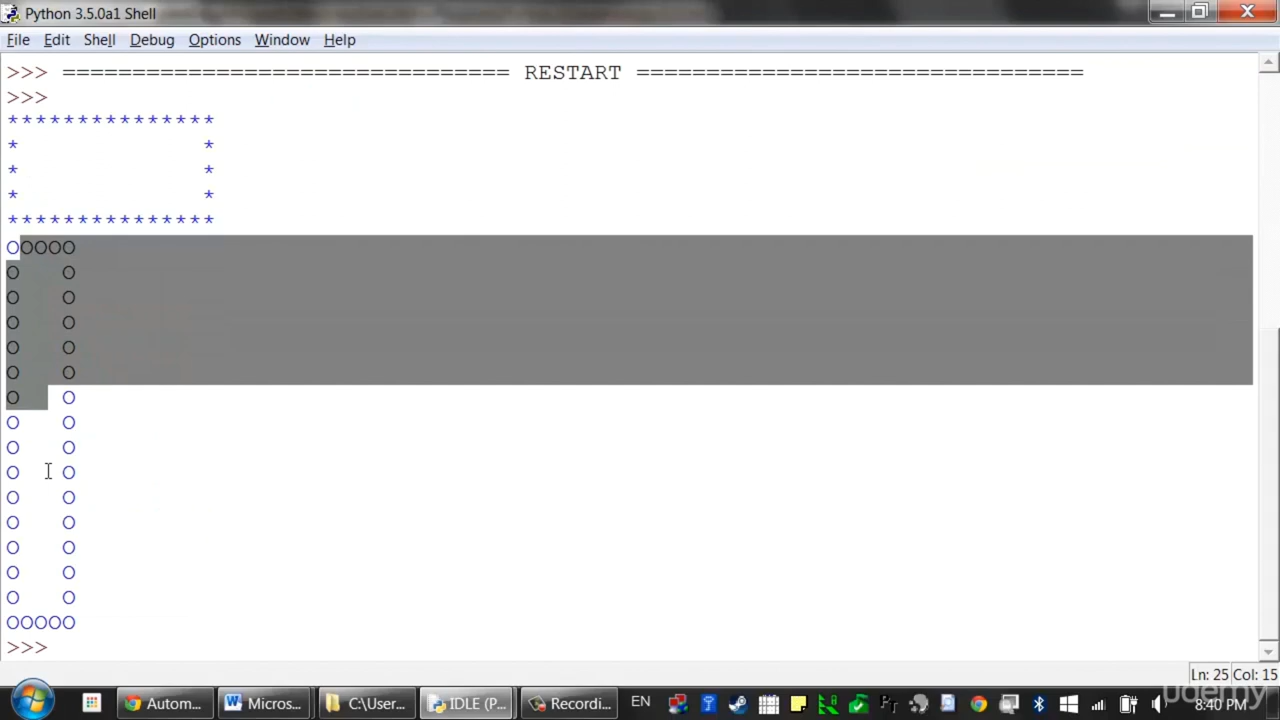 Python 3.5.0a1 Shell
File Edit Shell Debug Options Window Help
>>> ================================ RESTART ================================
>>>
***************
*             *
*             *
*             *
***************
OOOOO
O   O
O   O
O   O
O   O
O   O
O   O
O   O
O   O
O   O
O   O
O   O
O   O
O   O
O   O
OOOOO
>>>
Ln: 25 Col: 15
Autom... Micros... C:\User... IDLE (P... Recordi... EN 8:40 PM
udemy